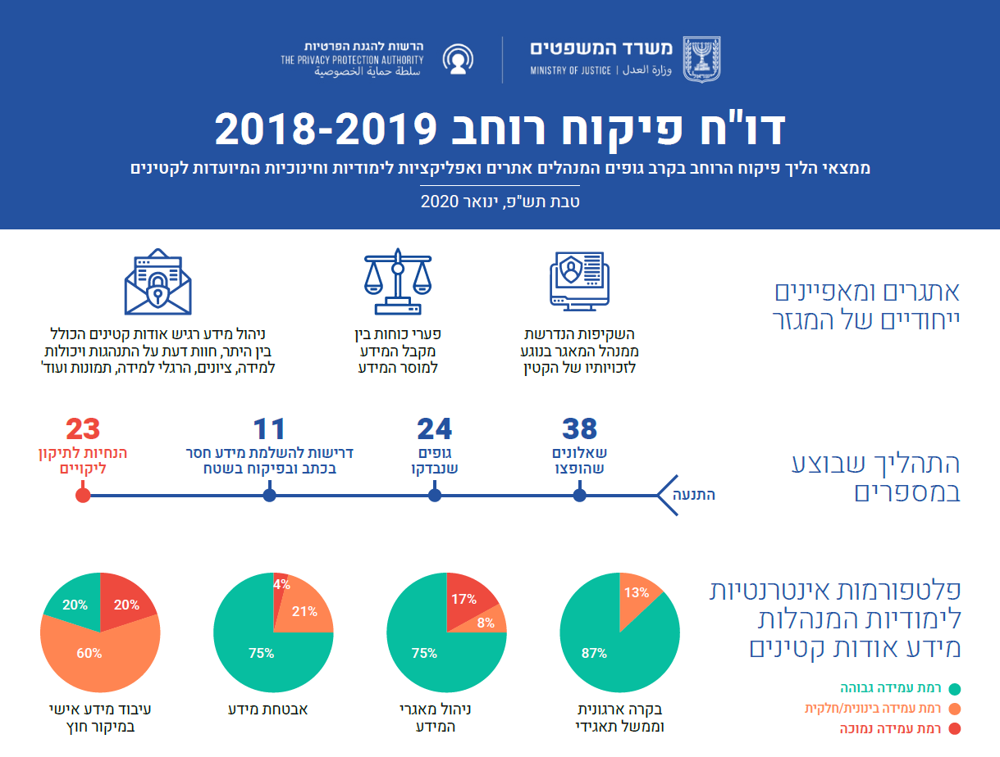 משרד המשפטים
MINISTRY OF JUSTICE | وزارة العدل
הרשות להגנת הפרטיות
THE PRIVACY PROTECTION AUTHORITY
سلطة حماية الخصوصية
דו"ח פיקוח רוחב 2018-2019
ממצאי הליך פיקוח הרוחב בקרב גופים המנהלים אתרים ואפליקציות לימודיות וחינוכיות המיועדות לקטינים
טבת תש"פ, ינואר 2020
אתגרים ומאפיינים
ייחודיים של המגזר
השקיפות הנדרשת
ממנהל המאגר בנוגע
לזכויותיו של הקטין
פערי כוחות בין
מקבל המידע
למוסר המידע
ניהול מידע רגיש אודות קטינים הכולל
בין היתר, חוות דעת על התנהגות ויכולות
למידה, ציונים, הרגלי למידה, תמונות ועוד'
התהליך שבוצע
במספרים
התנעה
38
שאלונים
שהופצו
24
גופים
שנבדקו
11
דרישות להשלמת מידע חסר
בכתב ובפיקוח בשטח
23
הנחיות לתיקון
ליקויים
פלטפורמות אינטרנטיות
לימודיות המנהלות
מידע אודות קטינים
רמת עמידה גבוהה
רמת עמידה בינונית/חלקית
רמת עמידה נמוכה
13%
87%
בקרה ארגונית
וממשל תאגידי
17%
8%
75%
ניהול מאגרי
המידע
4%
21%
75%
אבטחת מידע
20%
20%
60%
עיבוד מידע אישי
במיקור חוץ